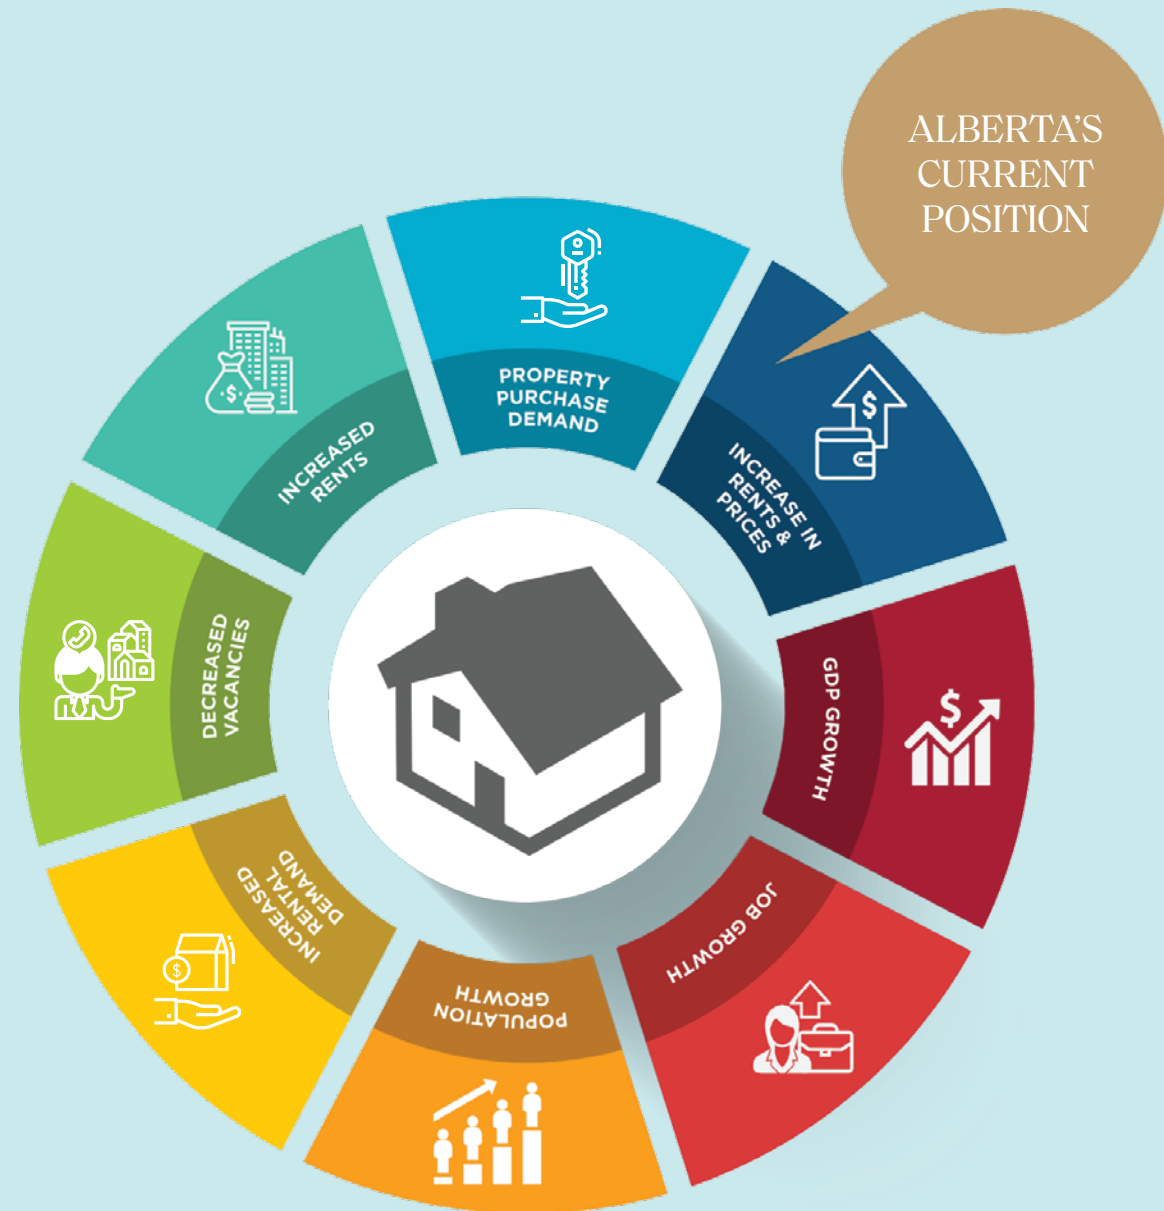 ALBERTA'S
CURRENT
POSITION
PROPERTY
PURCHASE
DEMAND
INCREASE IN
RENTS &
PRICES
GDP GROWTH
JOB GROWTH
POPULATION
GROWTH
INCREASED
RENTAL
DEMAND
DECREASED
VACANCIES
INCREASED
RENTS